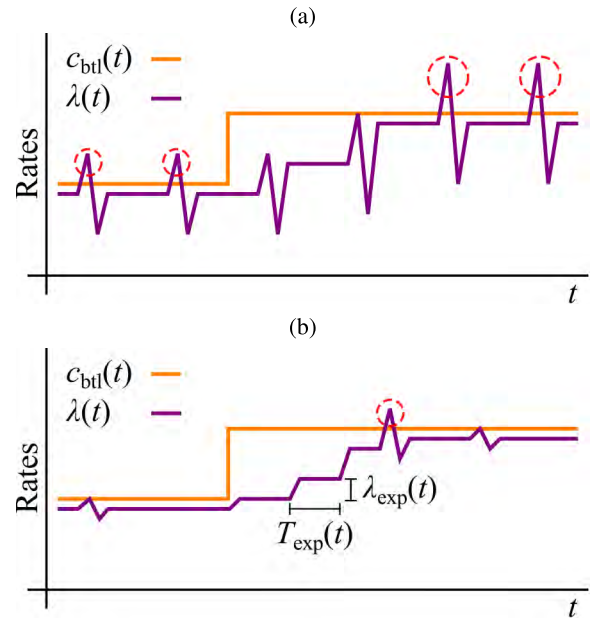 (a)
c_btl(t)
λ(t)
Rates
t
(b)
c_btl(t)
λ(t)
Rates
λ_exp(t)
T_exp(t)
t